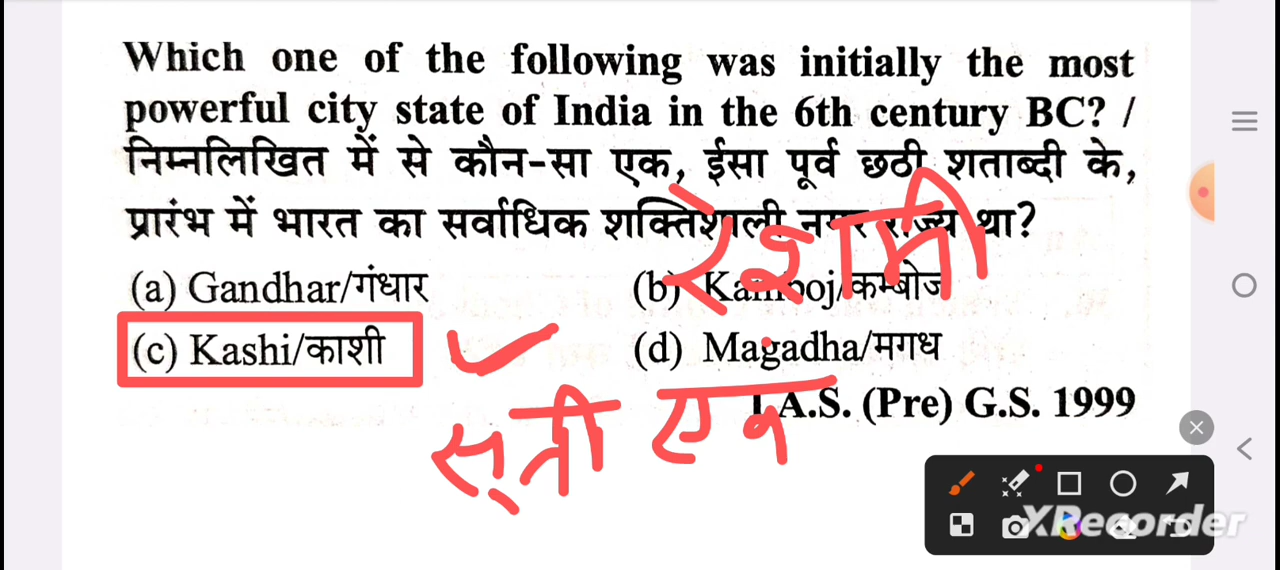 Which one of the following was initially the most
powerful city state of India in the 6th century BC? /
निम्नलिखित में से कौन-सा एक, ईसा पूर्व छठी शताब्दी के,
प्रारंभ में भारत का सर्वाधिक शक्तिशाली नगर राज्य था?
(a) Gandhar/गंधार
(b) Kamboj/कम्बोज
(c) Kashi/काशी
(d) Magadha/मगध
I.A.S. (Pre) G.S. 1999
सूती एवं
रेशमी
XRecorder